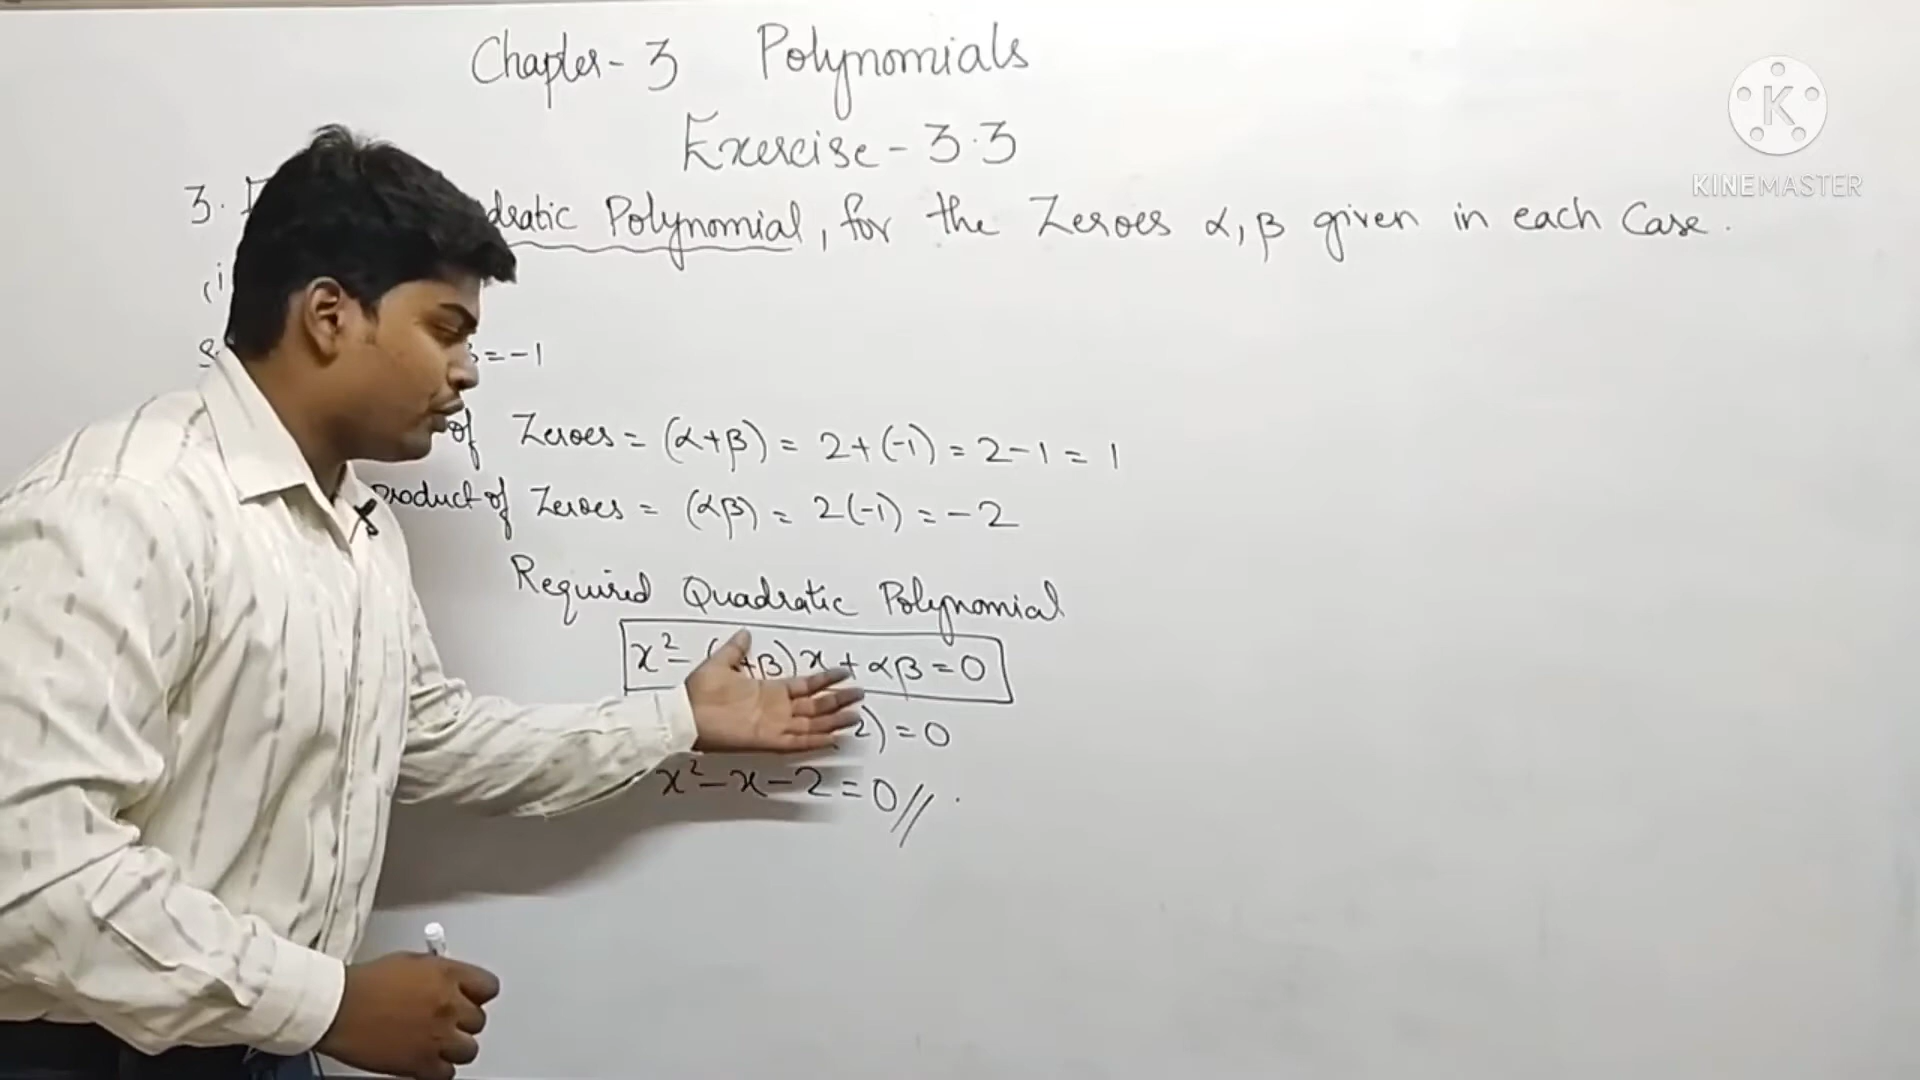 Chapter - 3 Polynomials
Exercise - 3.3
3. dratic Polynomial, for the Zeroes α, β given in each Case.
(i
= -1
of Zeroes = (α+β) = 2+(-1) = 2-1 = 1
Product of Zeroes = (αβ) = 2(-1) = -2
Required Quadratic Polynomial
x² - +β)x + αβ = 0
2) = 0
x² - x - 2 = 0 //
K
KINEMASTER